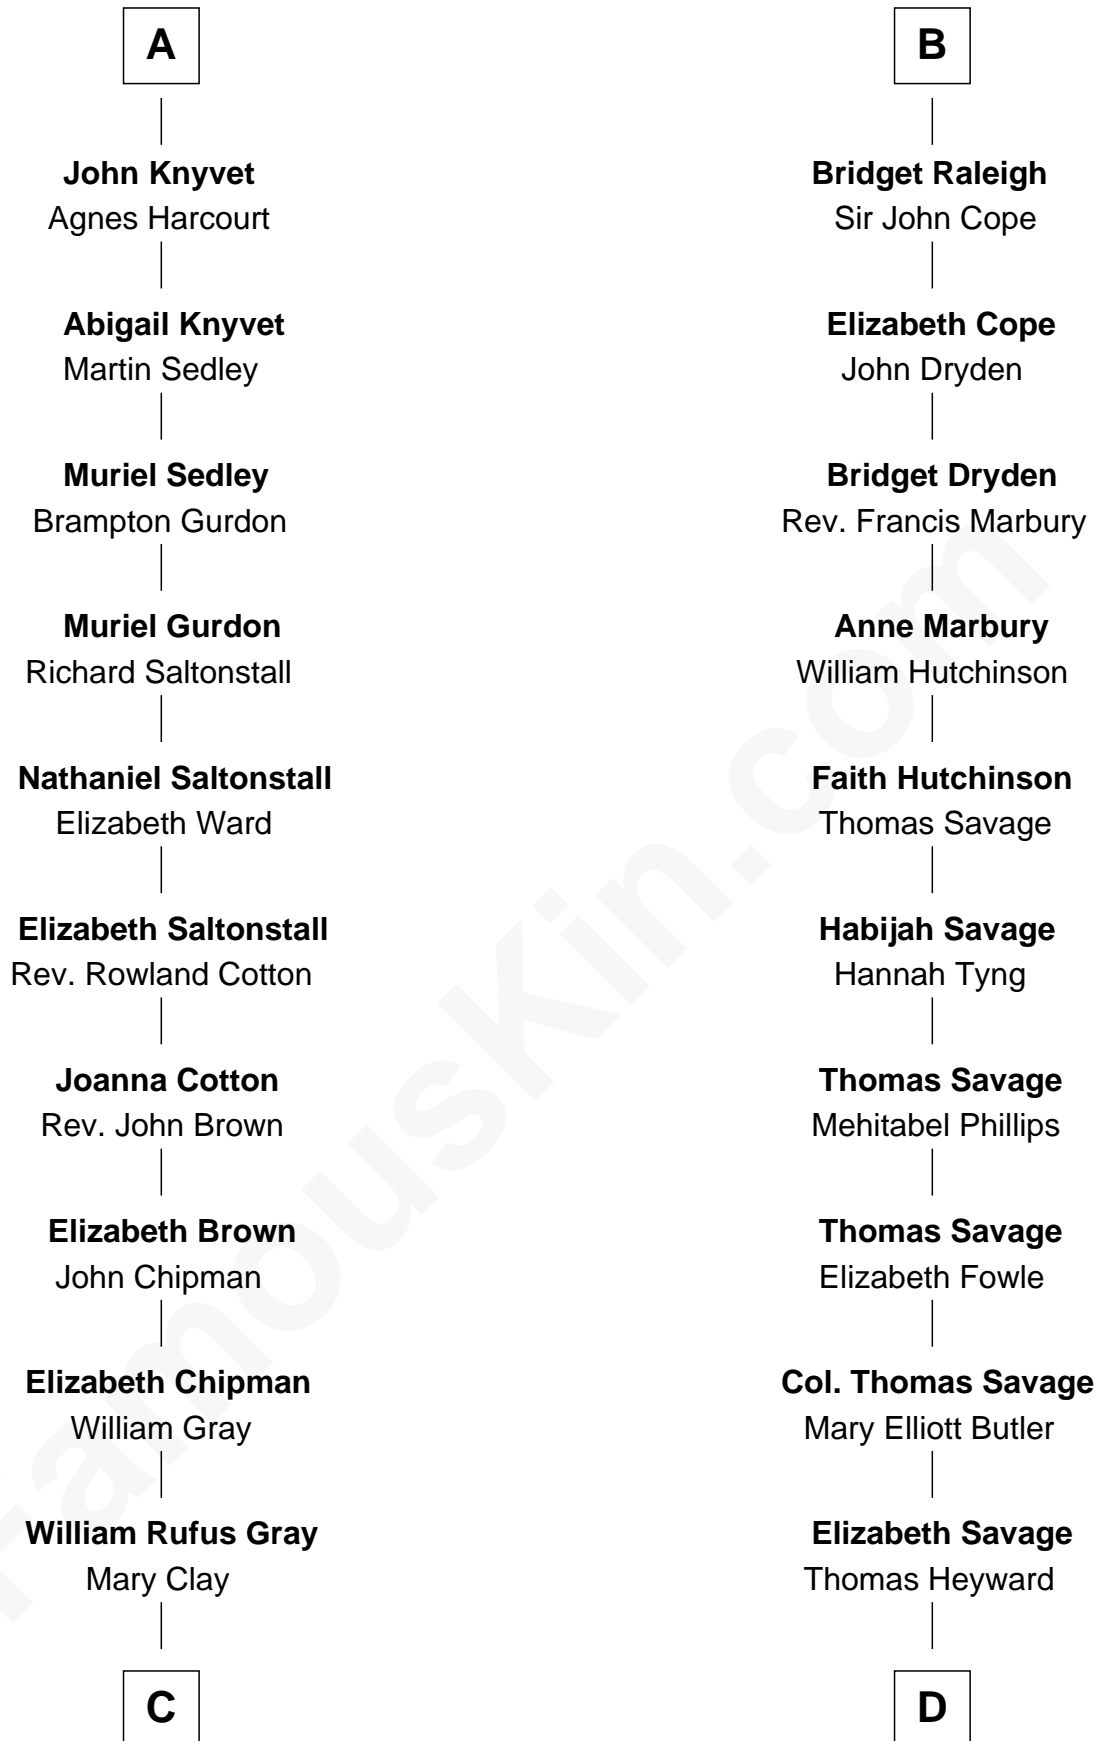 A
John Knyvet
Agnes Harcourt
Abigail Knyvet
Martin Sedley
Muriel Sedley
Brampton Gurdon
Muriel Gurdon
Richard Saltonstall
Nathaniel Saltonstall
Elizabeth Ward
Elizabeth Saltonstall
Rev. Rowland Cotton
Joanna Cotton
Rev. John Brown
Elizabeth Brown
John Chipman
Elizabeth Chipman
William Gray
William Rufus Gray
Mary Clay
C
B
Bridget Raleigh
Sir John Cope
Elizabeth Cope
John Dryden
Bridget Dryden
Rev. Francis Marbury
Anne Marbury
William Hutchinson
Faith Hutchinson
Thomas Savage
Habijah Savage
Hannah Tyng
Thomas Savage
Mehitabel Phillips
Thomas Savage
Elizabeth Fowle
Col. Thomas Savage
Mary Elliott Butler
Elizabeth Savage
Thomas Heyward
D
FamousKin.com